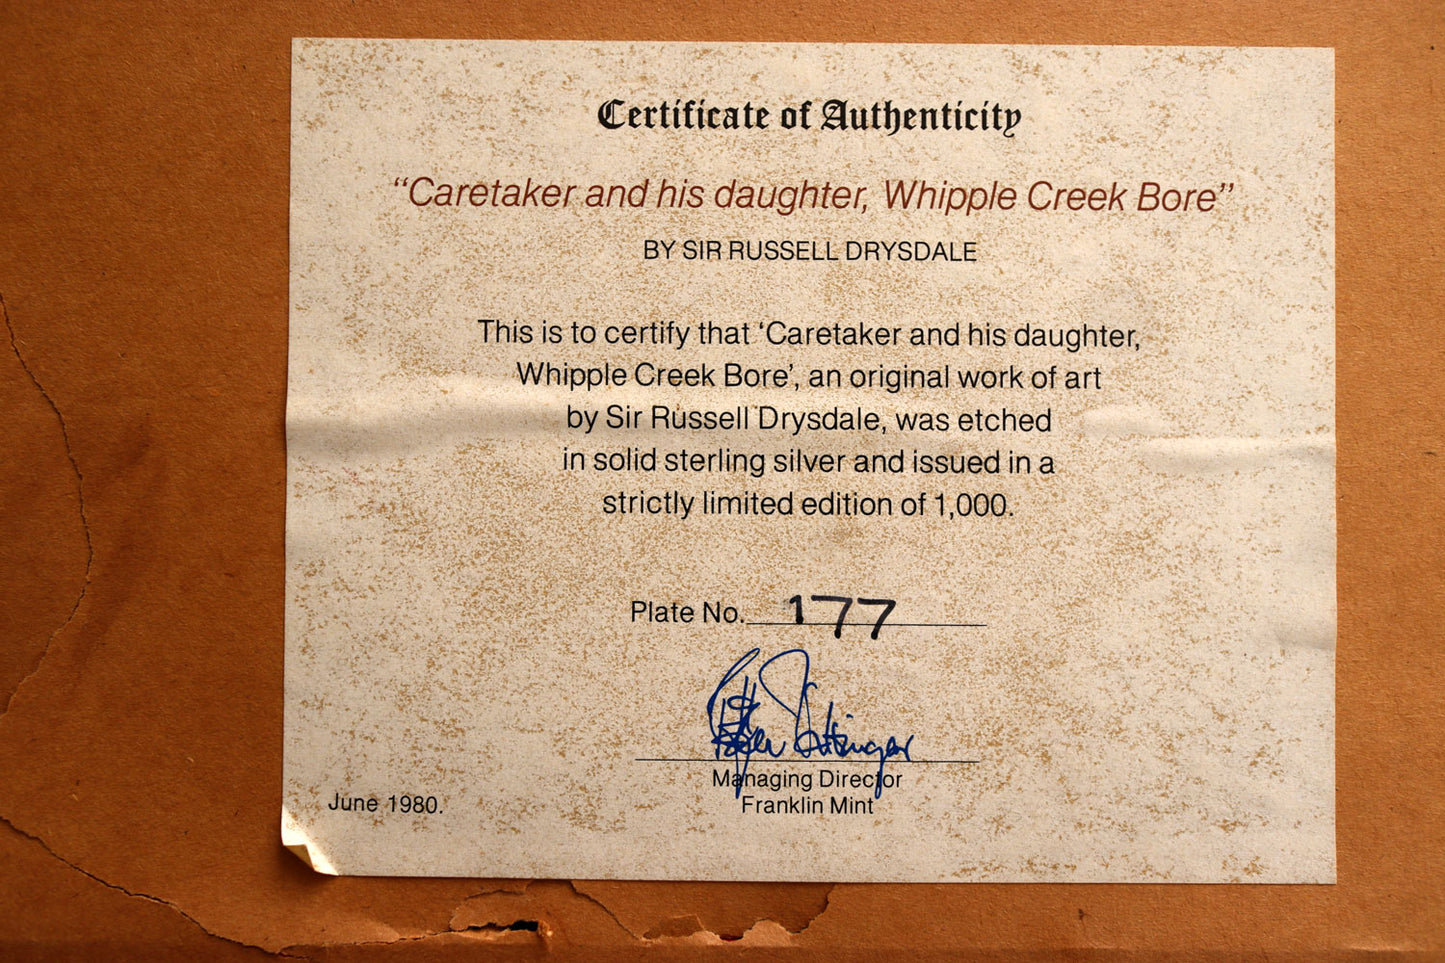 Certificate of Authenticity
“Caretaker and his daughter, Whipple Creek Bore”
BY SIR RUSSELL DRYSDALE
This is to certify that ‘Caretaker and his daughter,
Whipple Creek Bore’, an original work of art
by Sir Russell Drysdale, was etched
in solid sterling silver and issued in a
strictly limited edition of 1,000.
Plate No. 177
Managing Director
Franklin Mint
June 1980.